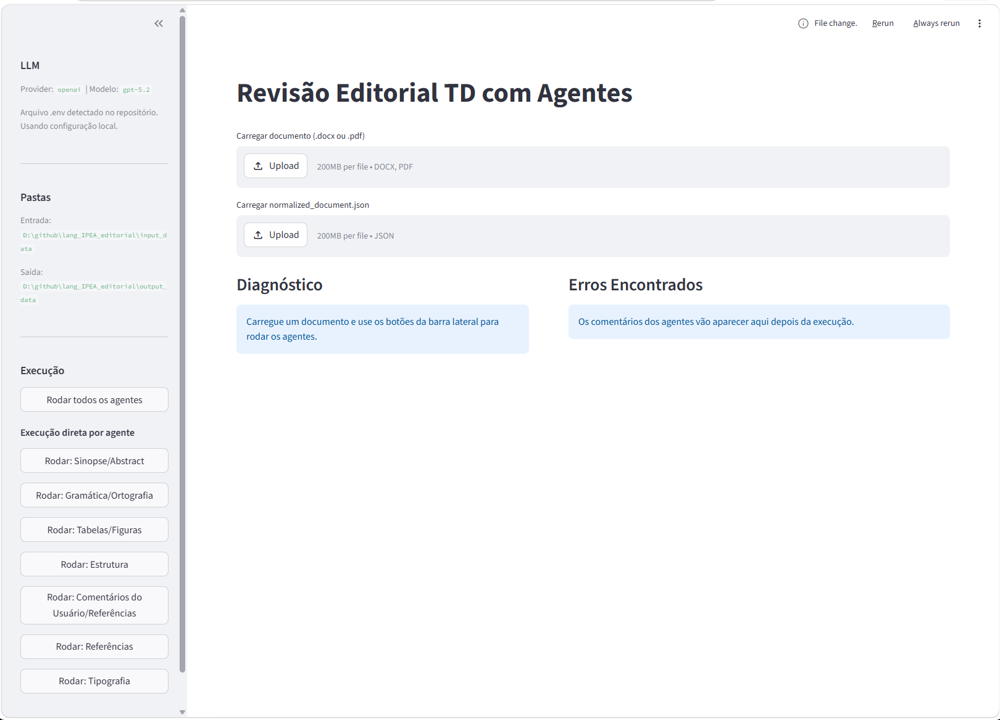 LLM
Provider: openai | Modelo: gpt-5.2
Arquivo .env detectado no repositório.
Usando configuração local.
Pastas
Entrada:
D:\github\lang_IPEA_editorial\input_d
ata
Saída:
D:\github\lang_IPEA_editorial\output_
data
Execução
Rodar todos os agentes
Execução direta por agente
Rodar: Sinopse/Abstract
Rodar: Gramática/Ortografia
Rodar: Tabelas/Figuras
Rodar: Estrutura
Rodar: Comentários do
Usuário/Referências
Rodar: Referências
Rodar: Tipografia
File change. Rerun Always rerun
Revisão Editorial TD com Agentes
Carregar documento (.docx ou .pdf)
Upload 200MB per file • DOCX, PDF
Carregar normalized_document.json
Upload 200MB per file • JSON
Diagnóstico
Carregue um documento e use os botões da barra lateral para
rodar os agentes.
Erros Encontrados
Os comentários dos agentes vão aparecer aqui depois da execução.